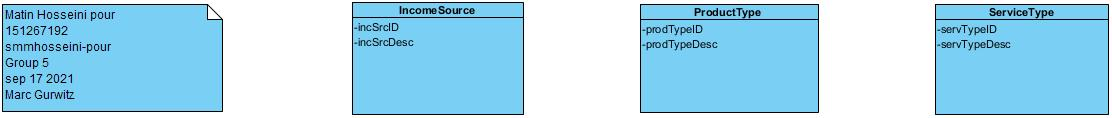 Matin Hosseini pour
151267192
smmhosseini-pour
Group 5
sep 17 2021
Marc Gurwitz
IncomeSource
-incSrcID
-incSrcDesc
ProductType
-prodTypeID
-prodTypeDesc
ServiceType
-servTypeID
-servTypeDesc